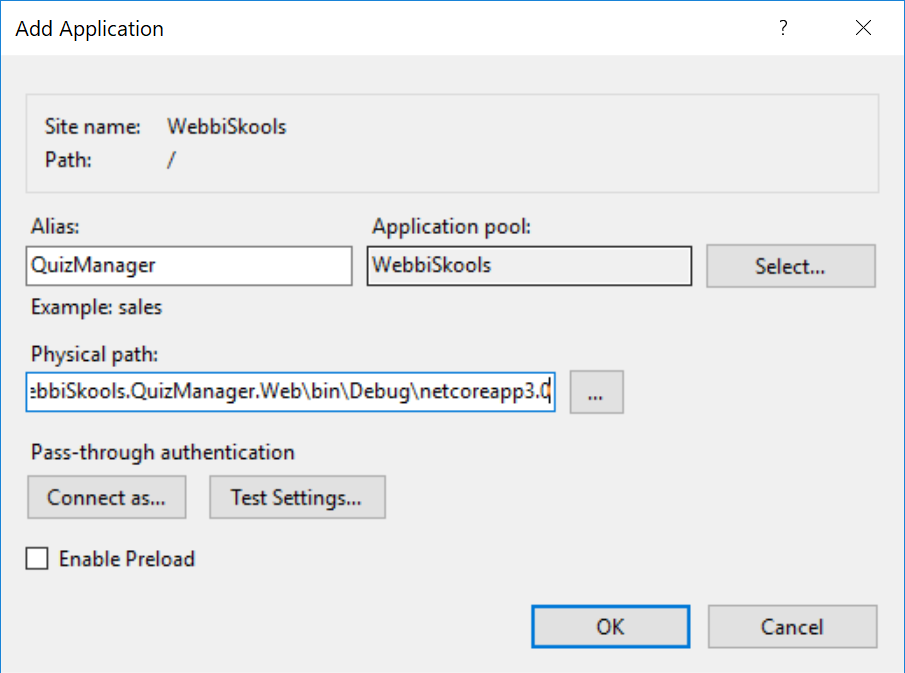 Add Application
?
Site name: WebbiSkools
Path: /
Alias:
Application pool:
QuizManager
WebbiSkools
Select...
Example: sales
Physical path:
ebbiSkools.QuizManager.Web\bin\Debug\netcoreapp3.0
...
Pass-through authentication
Connect as...
Test Settings...
Enable Preload
OK
Cancel